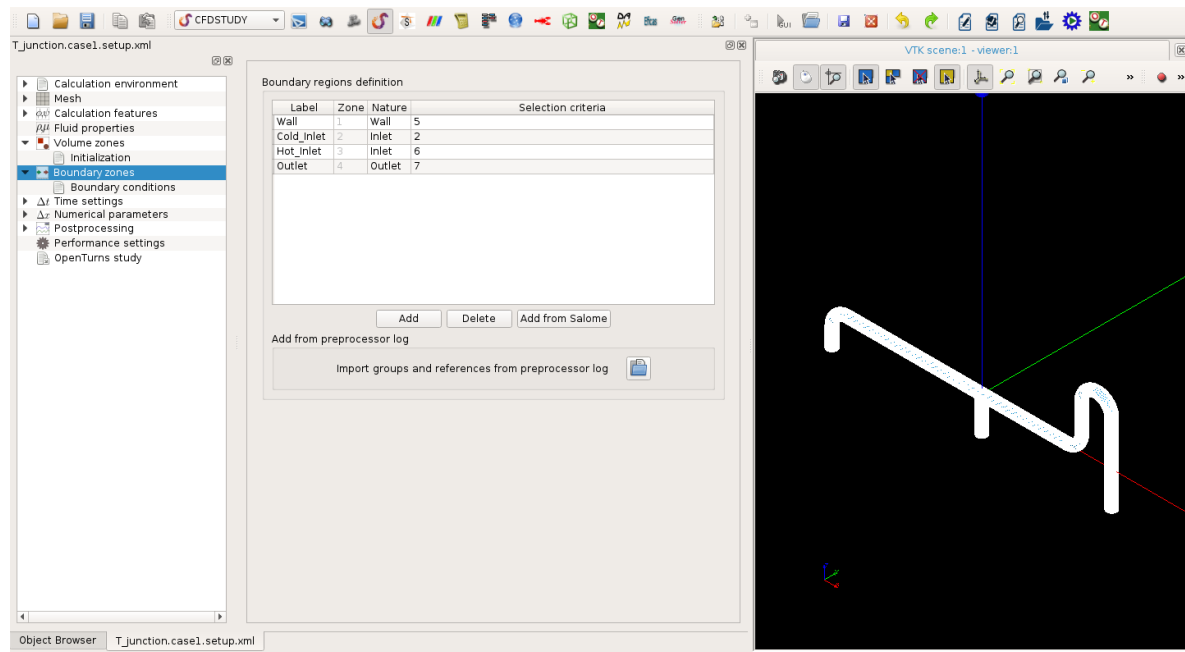 CFDSTUDY
T_junction.case1.setup.xml
VTK scene:1 - viewer:1
Calculation environment
Mesh
Calculation features
Fluid properties
Volume zones
Initialization
Boundary zones
Boundary conditions
Δt Time settings
Δx Numerical parameters
Postprocessing
Performance settings
OpenTurns study
Boundary regions definition
Label Zone Nature Selection criteria
Wall 1 Wall 5
Cold_Inlet 2 Inlet 2
Hot_Inlet 3 Inlet 6
Outlet 4 Outlet 7
Add Delete Add from Salome
Add from preprocessor log
Import groups and references from preprocessor log
Object Browser T_junction.case1.setup.xml